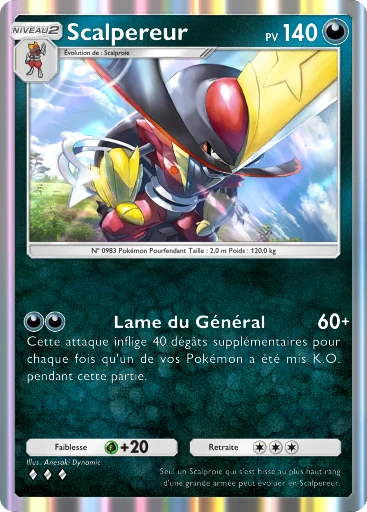 NIVEAU 2
Scalpereur
PV 140
Évolution de : Scalproie
N° 0983 Pokémon Pourfendant Taille : 2,0 m Poids : 120,0 kg
Lame du Général 60+
Cette attaque inflige 40 dégâts supplémentaires pour
chaque fois qu'un de vos Pokémon a été mis K.O.
pendant cette partie.
Faiblesse +20
Retraite
Illus. Anesaki Dynamic
Seul un Scalproie qui s'est hissé au plus haut rang
d'une grande armée peut évoluer en Scalpereur.